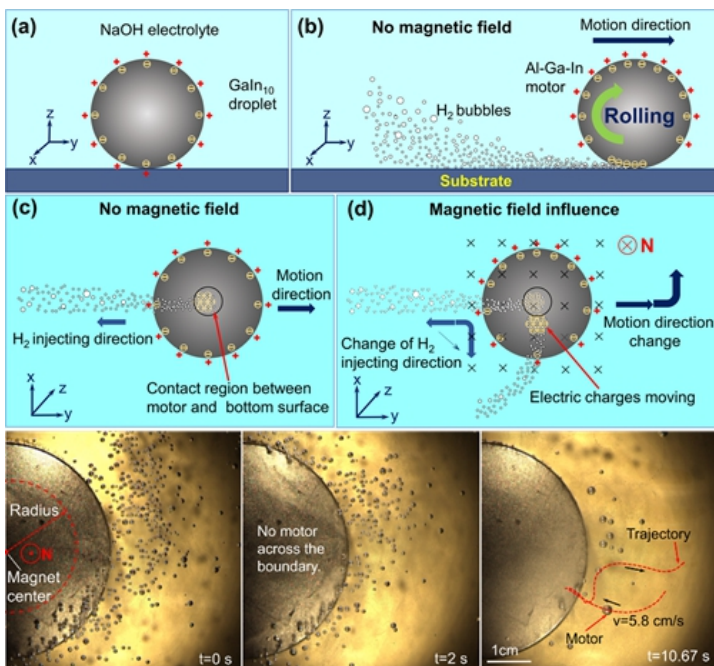 (a)
NaOH electrolyte
GaIn10
droplet
z
x
y
(b)
No magnetic field
Motion direction
Al-Ga-In
motor
H2 bubbles
Rolling
z
x
y
Substrate
(c)
No magnetic field
Motion
direction
H2 injecting direction
Contact region between
motor and bottom surface
x
z
y
(d)
Magnetic field influence
N
Motion direction
change
Change of H2
injecting direction
Electric charges moving
x
z
y
Radius
N
Magnet
center
t=0 s
No motor
across the
boundary.
t=2 s
Trajectory
v=5.8 cm/s
Motor
1cm
t=10.67 s